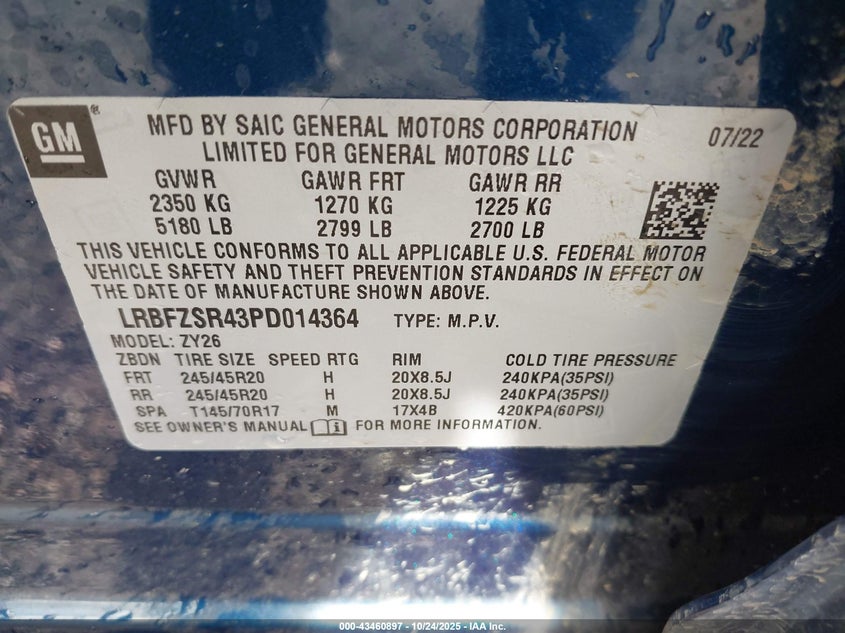 GM®
MFD BY SAIC GENERAL MOTORS CORPORATION 07/22
LIMITED FOR GENERAL MOTORS LLC
GVWR GAWR FRT GAWR RR
2350 KG 1270 KG 1225 KG
5180 LB 2799 LB 2700 LB
THIS VEHICLE CONFORMS TO ALL APPLICABLE U.S. FEDERAL MOTOR
VEHICLE SAFETY AND THEFT PREVENTION STANDARDS IN EFFECT ON
THE DATE OF MANUFACTURE SHOWN ABOVE.
LRBFZSR43PD014364 TYPE: M.P.V.
MODEL: ZY26
ZBDN TIRE SIZE SPEED RTG RIM COLD TIRE PRESSURE
FRT 245/45R20 H 20X8.5J 240KPA(35PSI)
RR 245/45R20 H 20X8.5J 240KPA(35PSI)
SPA T145/70R17 M 17X4B 420KPA(60PSI)
SEE OWNER'S MANUAL FOR MORE INFORMATION.
000-43460897 - 10/24/2025 - IAA Inc.